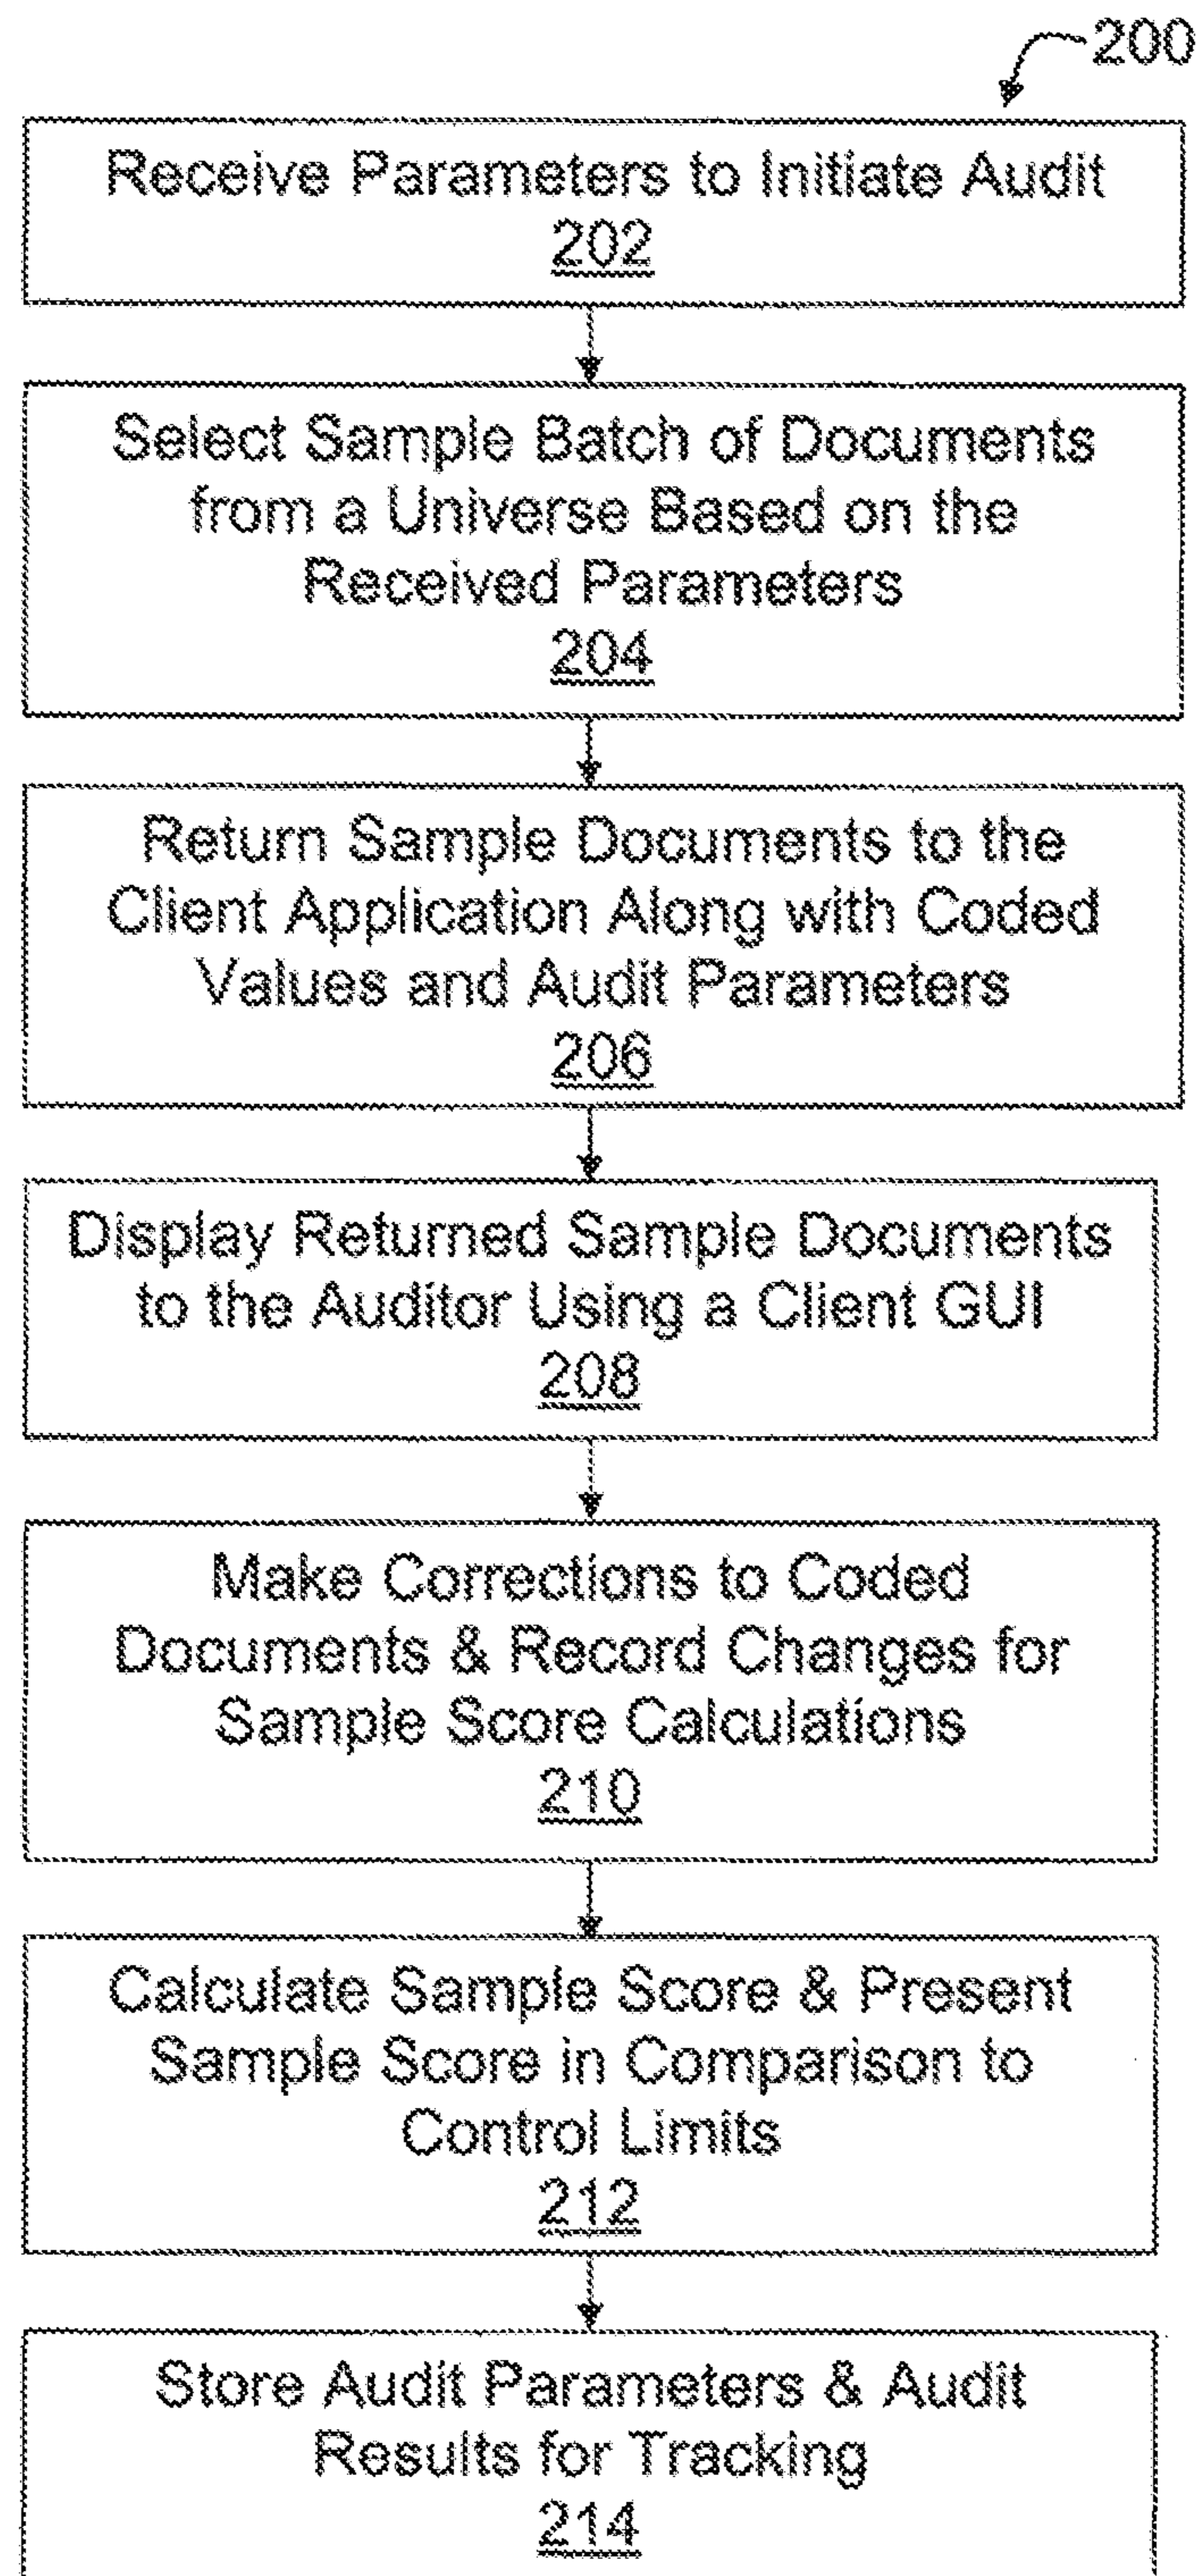 200
Receive Parameters to Initiate Audit
202
Select Sample Batch of Documents
from a Universe Based on the
Received Parameters
204
Return Sample Documents to the
Client Application Along with Coded
Values and Audit Parameters
206
Display Returned Sample Documents
to the Auditor Using a Client GUI
208
Make Corrections to Coded
Documents & Record Changes for
Sample Score Calculations
210
Calculate Sample Score & Present
Sample Score in Comparison to
Control Limits
212
Store Audit Parameters & Audit
Results for Tracking
214